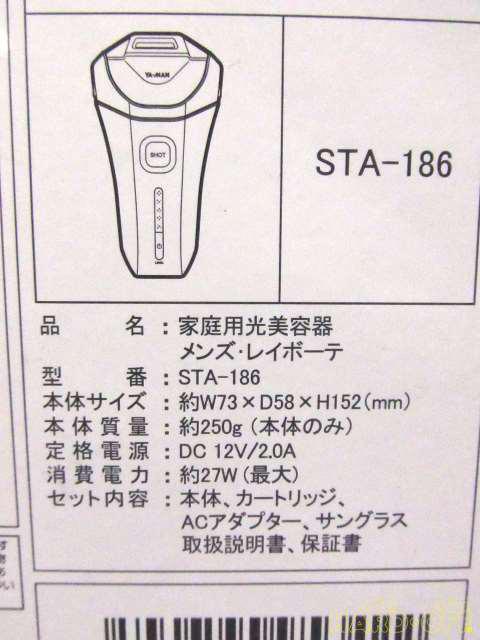 YA-MAN
SHOT
STA-186
品名：家庭用光美容器
メンズ・レイボーテ
型番：STA-186
本体サイズ：約W73×D58×H152（mm）
本体質量：約250g（本体のみ）
定格電源：DC 12V/2.0A
消費電力：約27W（最大）
セット内容：本体、カートリッジ、
ACアダプター、サングラス
取扱説明書、保証書